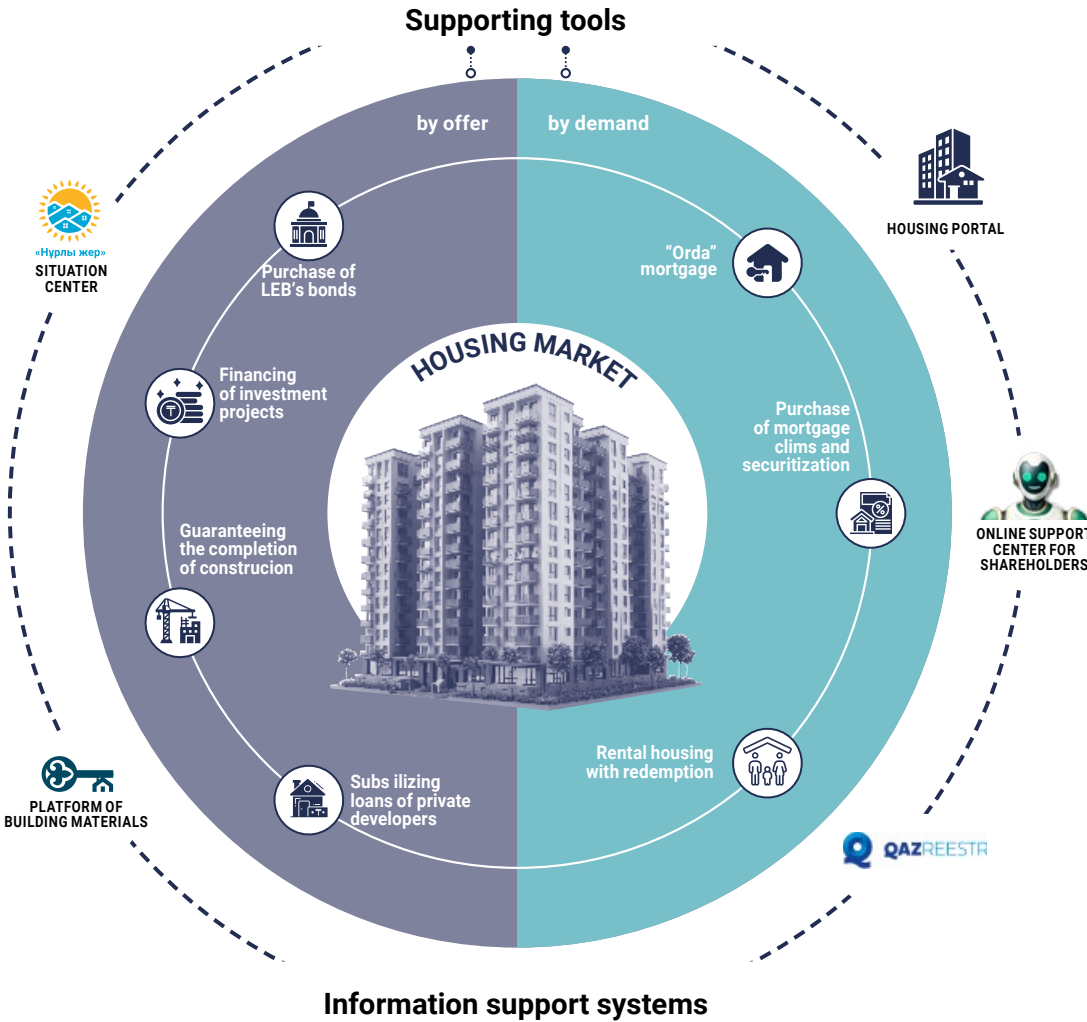 Supporting tools
by offer
by demand
«Нұрлы жер»
SITUATION
CENTER
HOUSING PORTAL
Purchase of
LEB's bonds
"Orda"
mortgage
HOUSING MARKET
Financing
of investment
projects
Purchase
of mortgage
clims and
securitization
Guaranteeing
the completion
of construcion
ONLINE SUPPORT
CENTER FOR
SHAREHOLDERS
Rental housing
with redemption
Subs ilizing
loans of private
developers
PLATFORM OF
BUILDING MATERIALS
QAZREESTR
Information support systems